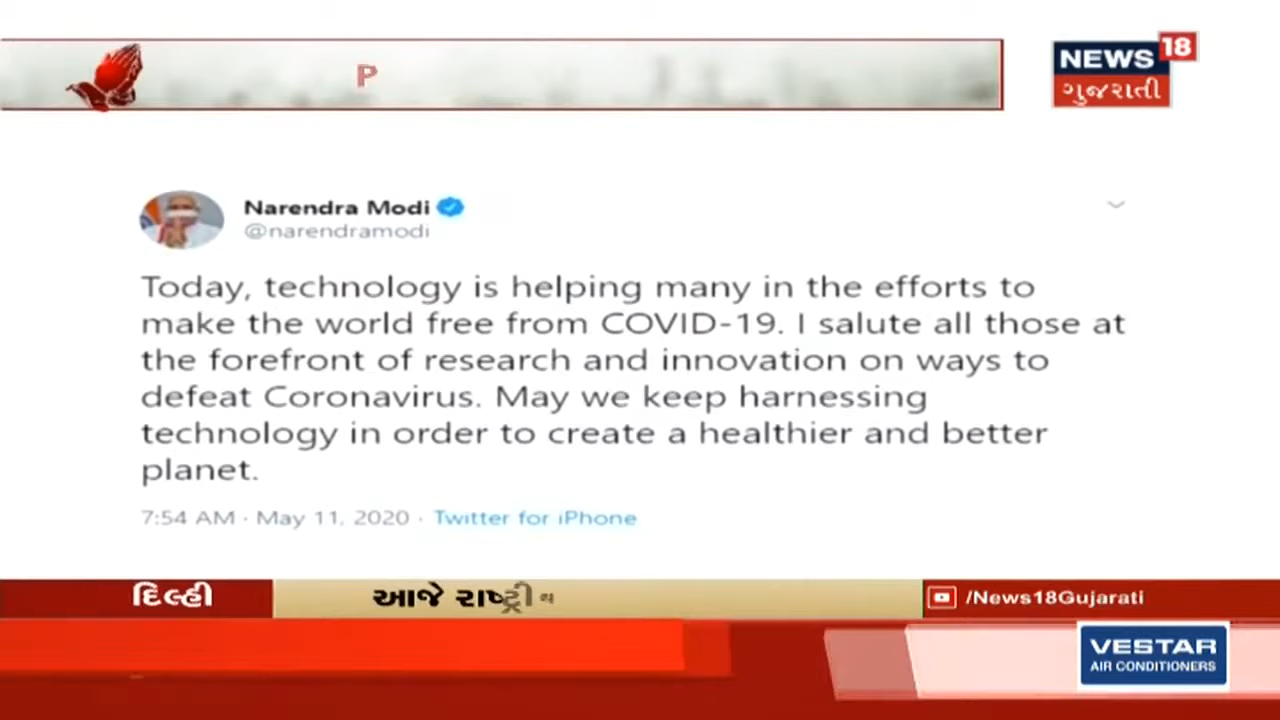 P
NEWS 18
ગુજરાતી
Narendra Modi
@narendramodi
Today, technology is helping many in the efforts to
make the world free from COVID-19. I salute all those at
the forefront of research and innovation on ways to
defeat Coronavirus. May we keep harnessing
technology in order to create a healthier and better
planet.
7:54 AM · May 11, 2020 · Twitter for iPhone
દિલ્હી
આજે રાષ્ટ્રીય
/News18Gujarati
VESTAR
AIR CONDITIONERS